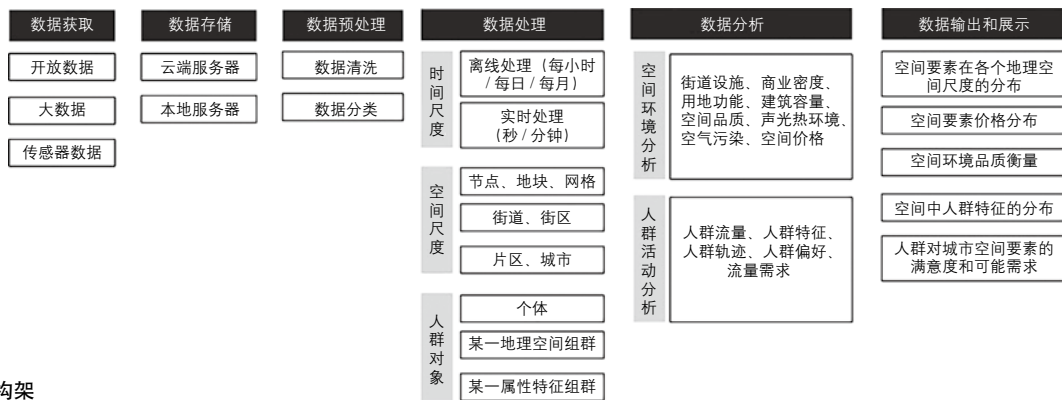 数据获取
开放数据
大数据
传感器数据
数据存储
云端服务器
本地服务器
数据预处理
数据清洗
数据分类
数据处理
时间尺度
离线处理（每小时
/ 每日 / 每月）
实时处理
（秒 / 分钟）
空间尺度
节点、地块、网格
街道、街区
片区、城市
人群对象
个体
某一地理空间组群
某一属性特征组群
数据分析
空间环境分析
街道设施、商业密度、
用地功能、建筑容量、
空间品质、声光热环境、
空气污染、空间价格
人群活动分析
人群流量、人群特征、
人群轨迹、人群偏好、
流量需求
数据输出和展示
空间要素在各个地理空
间尺度的分布
空间要素价格分布
空间环境品质衡量
空间中人群特征的分布
人群对城市空间要素的
满意度和可能需求
构架